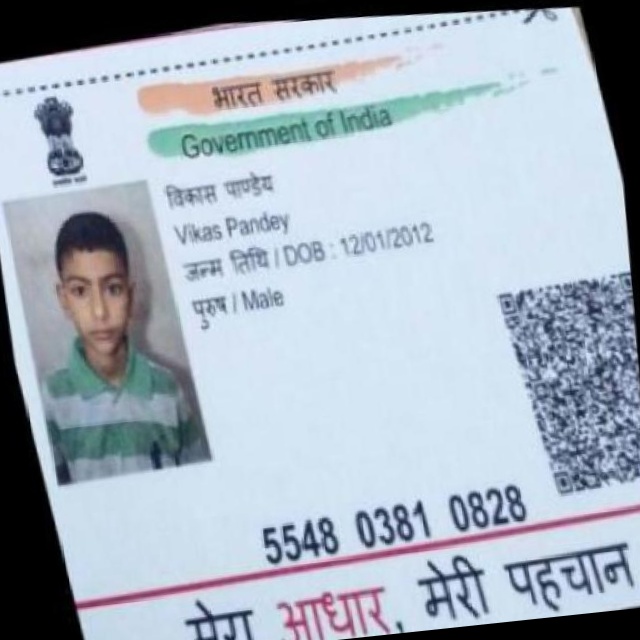 भारत सरकार
Government of India
विकास पाण्डेय
Vikas Pandey
जन्म तिथि / DOB : 12/01/2012
पुरुष / Male
5548 0381 0828
मेरा आधार, मेरी पहचान